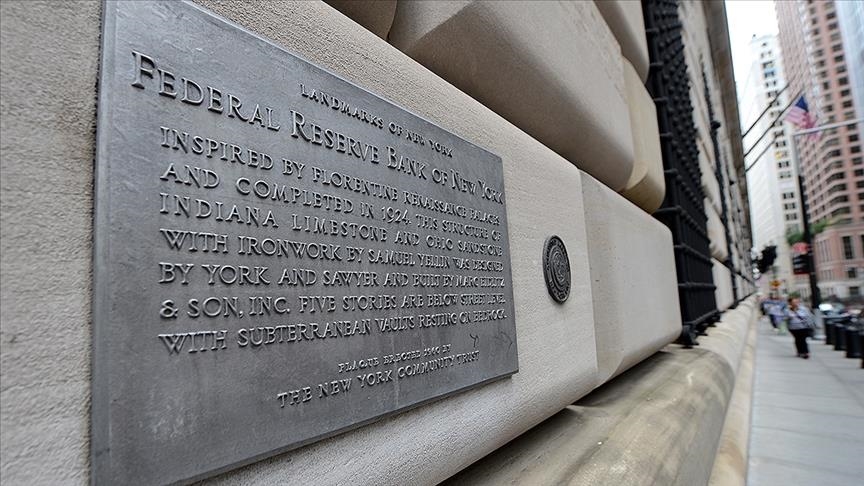 LANDMARKS OF NEW YORK
FEDERAL RESERVE BANK OF NEW YORK
INSPIRED BY FLORENTINE RENAISSANCE PALACES
AND COMPLETED IN 1924, THIS STRUCTURE OF
INDIANA LIMESTONE AND OHIO SANDSTONE
WITH IRONWORK BY SAMUEL YELLIN WAS DESIGNED
BY YORK AND SAWYER AND BUILT BY MARC EIDLITZ
& SON, INC. FIVE STORIES ARE BELOW STREET LEVEL
WITH SUBTERRANEAN VAULTS RESTING ON BEDROCK.
PLAQUE ERECTED 1960 BY
THE NEW YORK COMMUNITY TRUST